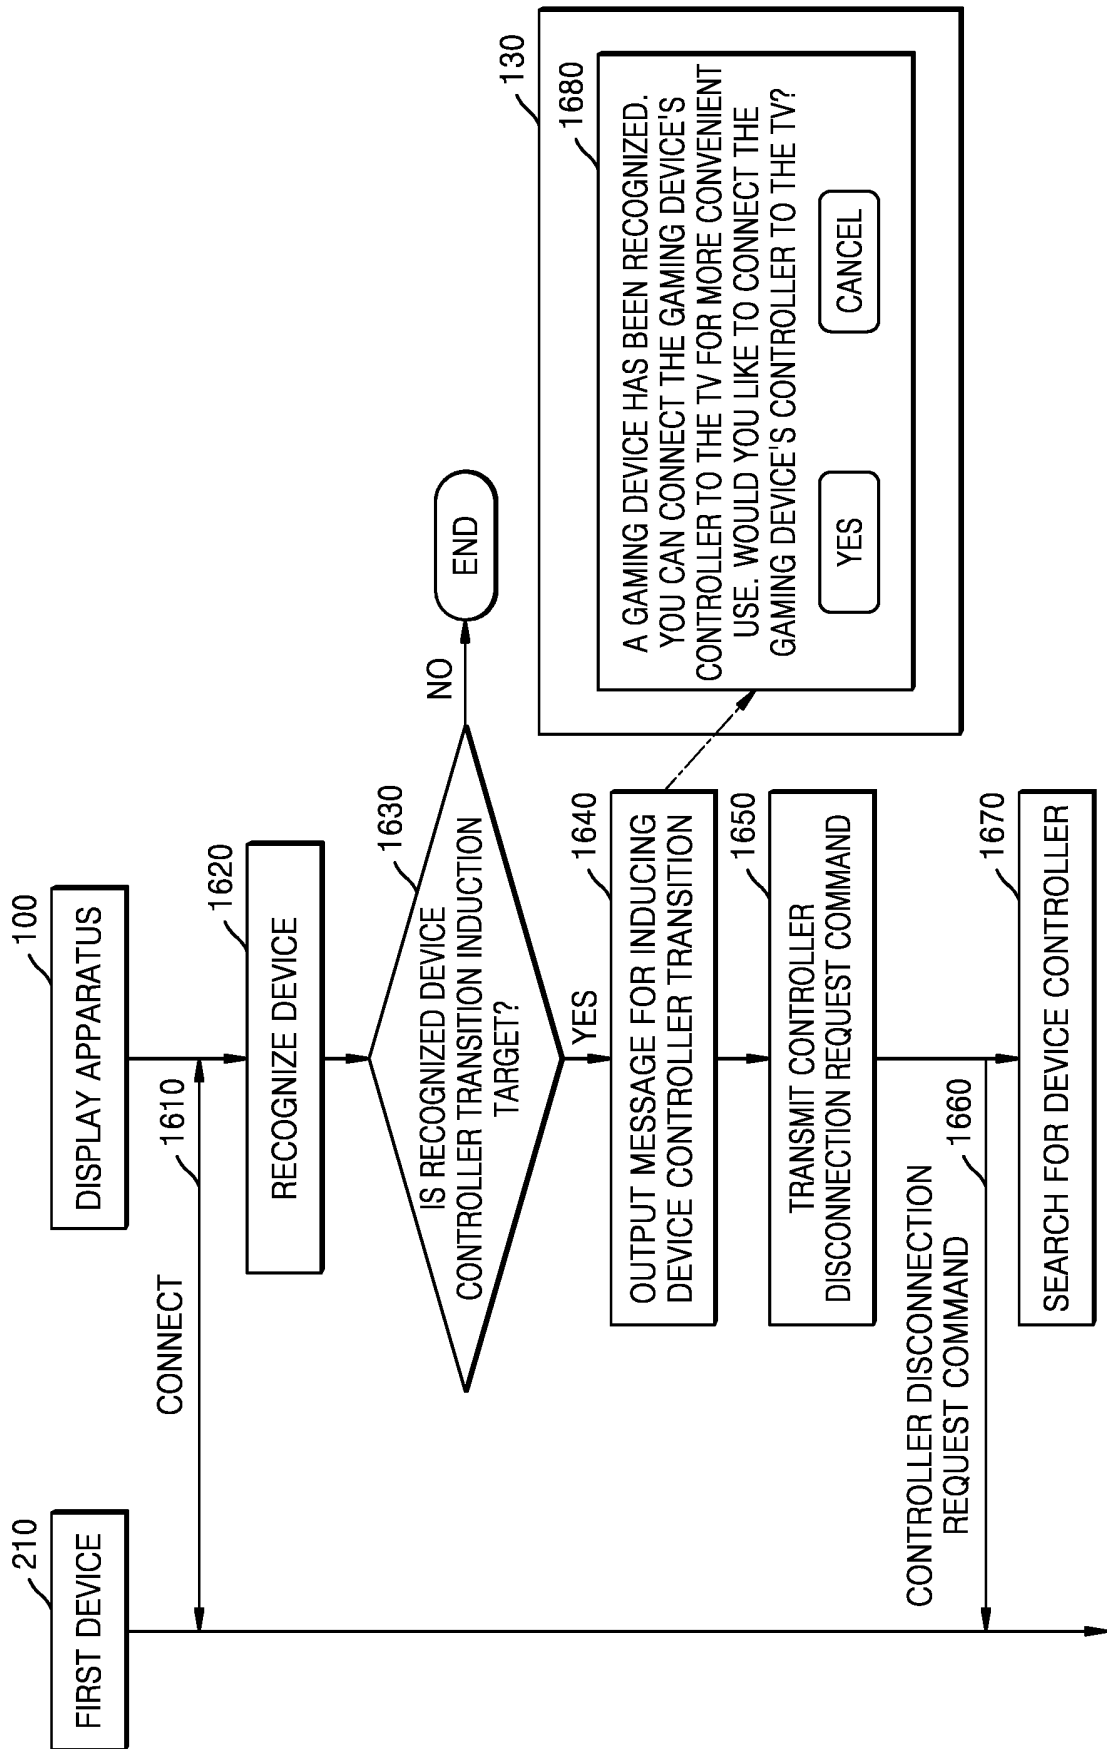 210
FIRST DEVICE
100
DISPLAY APPARATUS
CONNECT
1610
1620
RECOGNIZE DEVICE
1630
IS RECOGNIZED DEVICE
CONTROLLER TRANSITION INDUCTION
TARGET?
NO
END
YES
1640
OUTPUT MESSAGE FOR INDUCING
DEVICE CONTROLLER TRANSITION
1650
TRANSMIT CONTROLLER
DISCONNECTION REQUEST COMMAND
CONTROLLER DISCONNECTION
REQUEST COMMAND
1660
1670
SEARCH FOR DEVICE CONTROLLER
130
1680
A GAMING DEVICE HAS BEEN RECOGNIZED.
YOU CAN CONNECT THE GAMING DEVICE'S
CONTROLLER TO THE TV FOR MORE CONVENIENT
USE. WOULD YOU LIKE TO CONNECT THE
GAMING DEVICE'S CONTROLLER TO THE TV?
YES
CANCEL